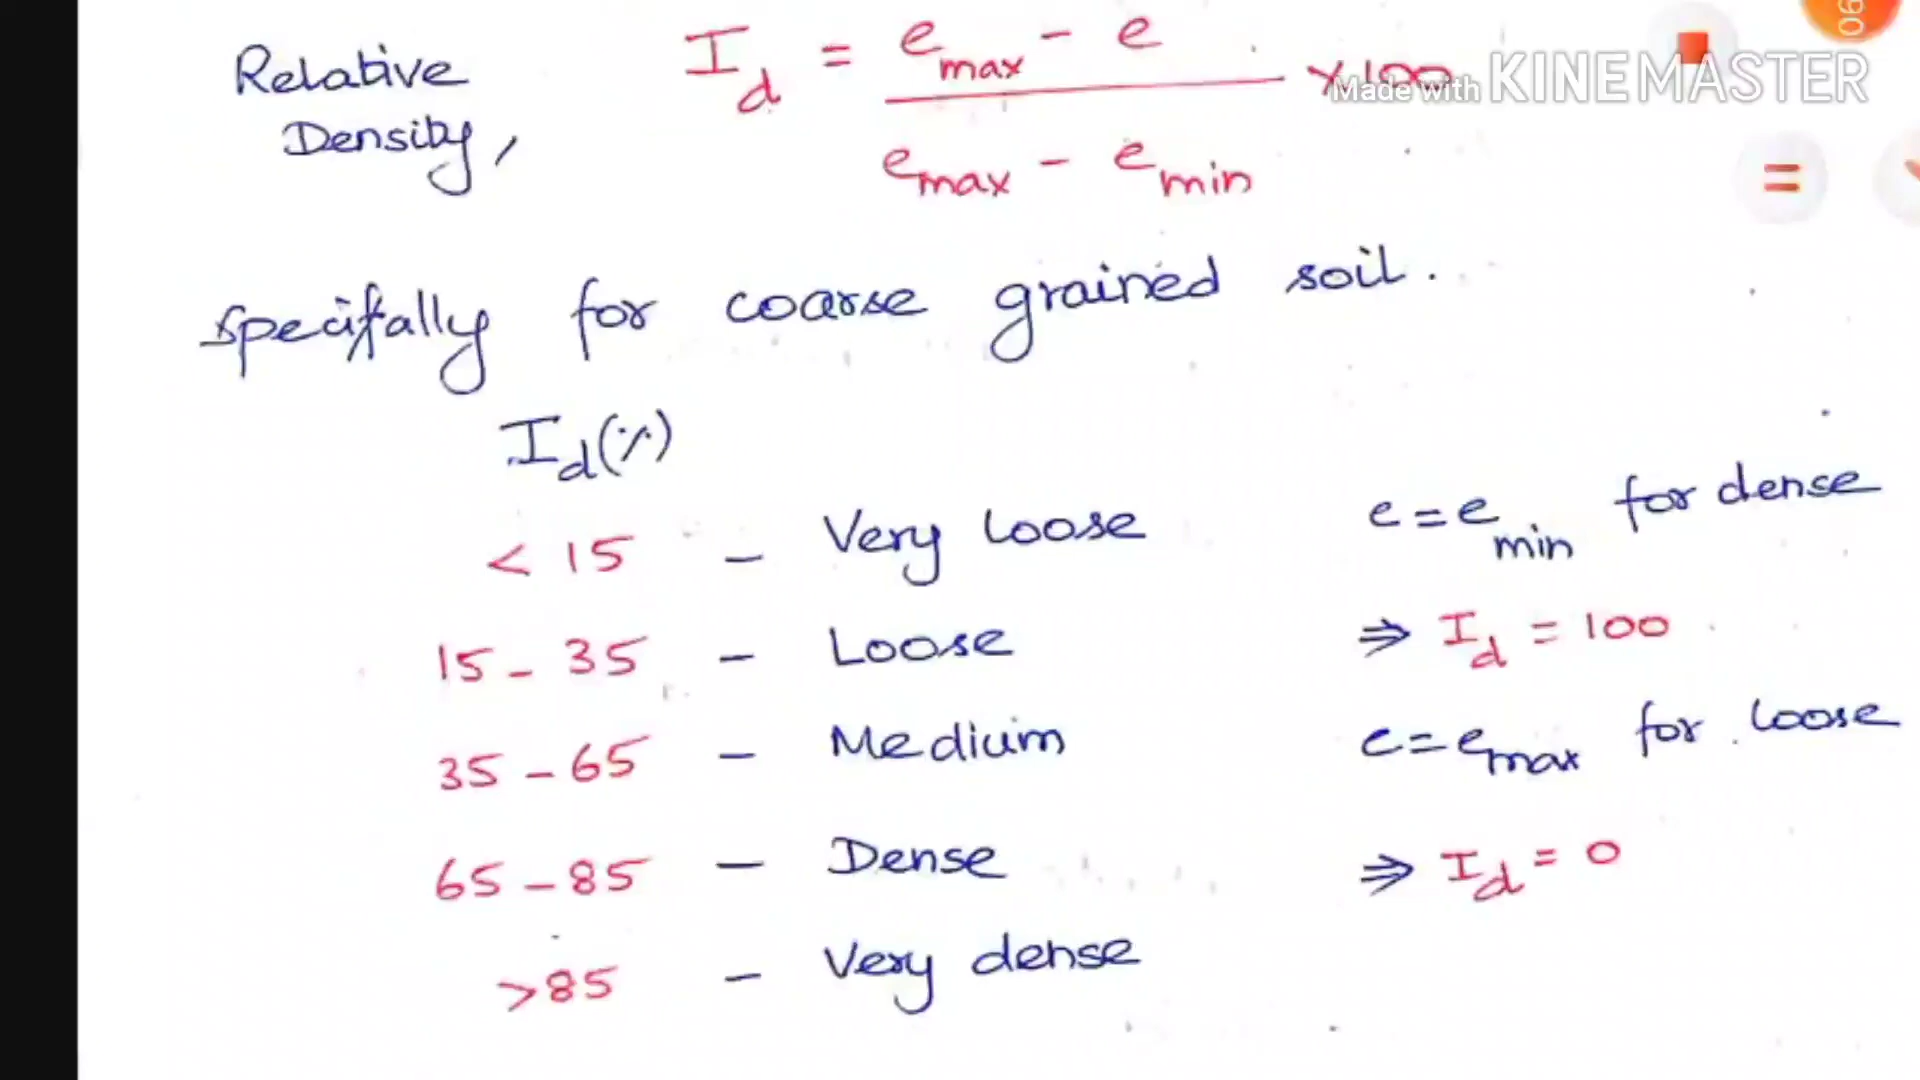 Relative Density, I_d = (e_max - e) / (e_max - e_min) × 100
Made with KINEMASTER
06
=
specifally for coarse grained soil.
I_d (%)
< 15 - Very loose
e = e_min for dense
15 - 35 - Loose
⇒ I_d = 100
35 - 65 - Medium
e = e_max for loose
65 - 85 - Dense
⇒ I_d = 0
> 85 - Very dense